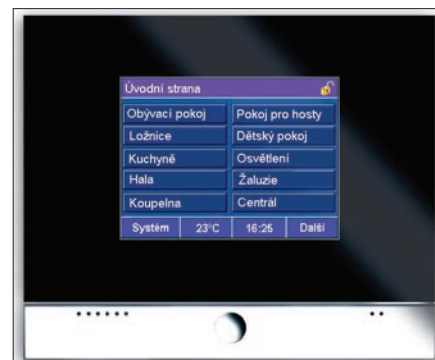 Úvodní strana
Obývací pokoj Pokoj pro hosty
Ložnice Dětský pokoj
Kuchyně Osvětlení
Hala Žaluzie
Koupelna Centrál
Systém 23°C 16:25 Další